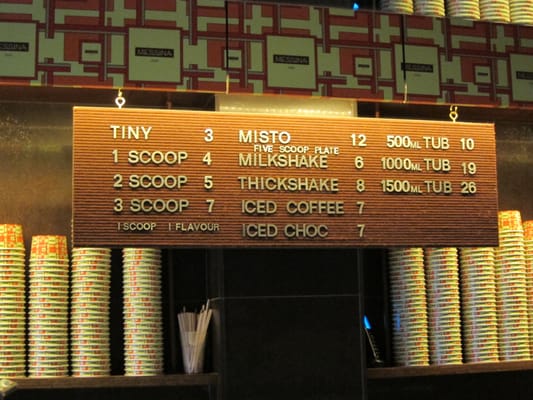 MESSINA
MESSINA
MESSINA
TINY 3
1 SCOOP 4
2 SCOOP 5
3 SCOOP 7
1 SCOOP 1 FLAVOUR
MISTO 12
FIVE SCOOP PLATE
MILKSHAKE 6
THICKSHAKE 8
ICED COFFEE 7
ICED CHOC 7
500ML TUB 10
1000ML TUB 19
1500ML TUB 26